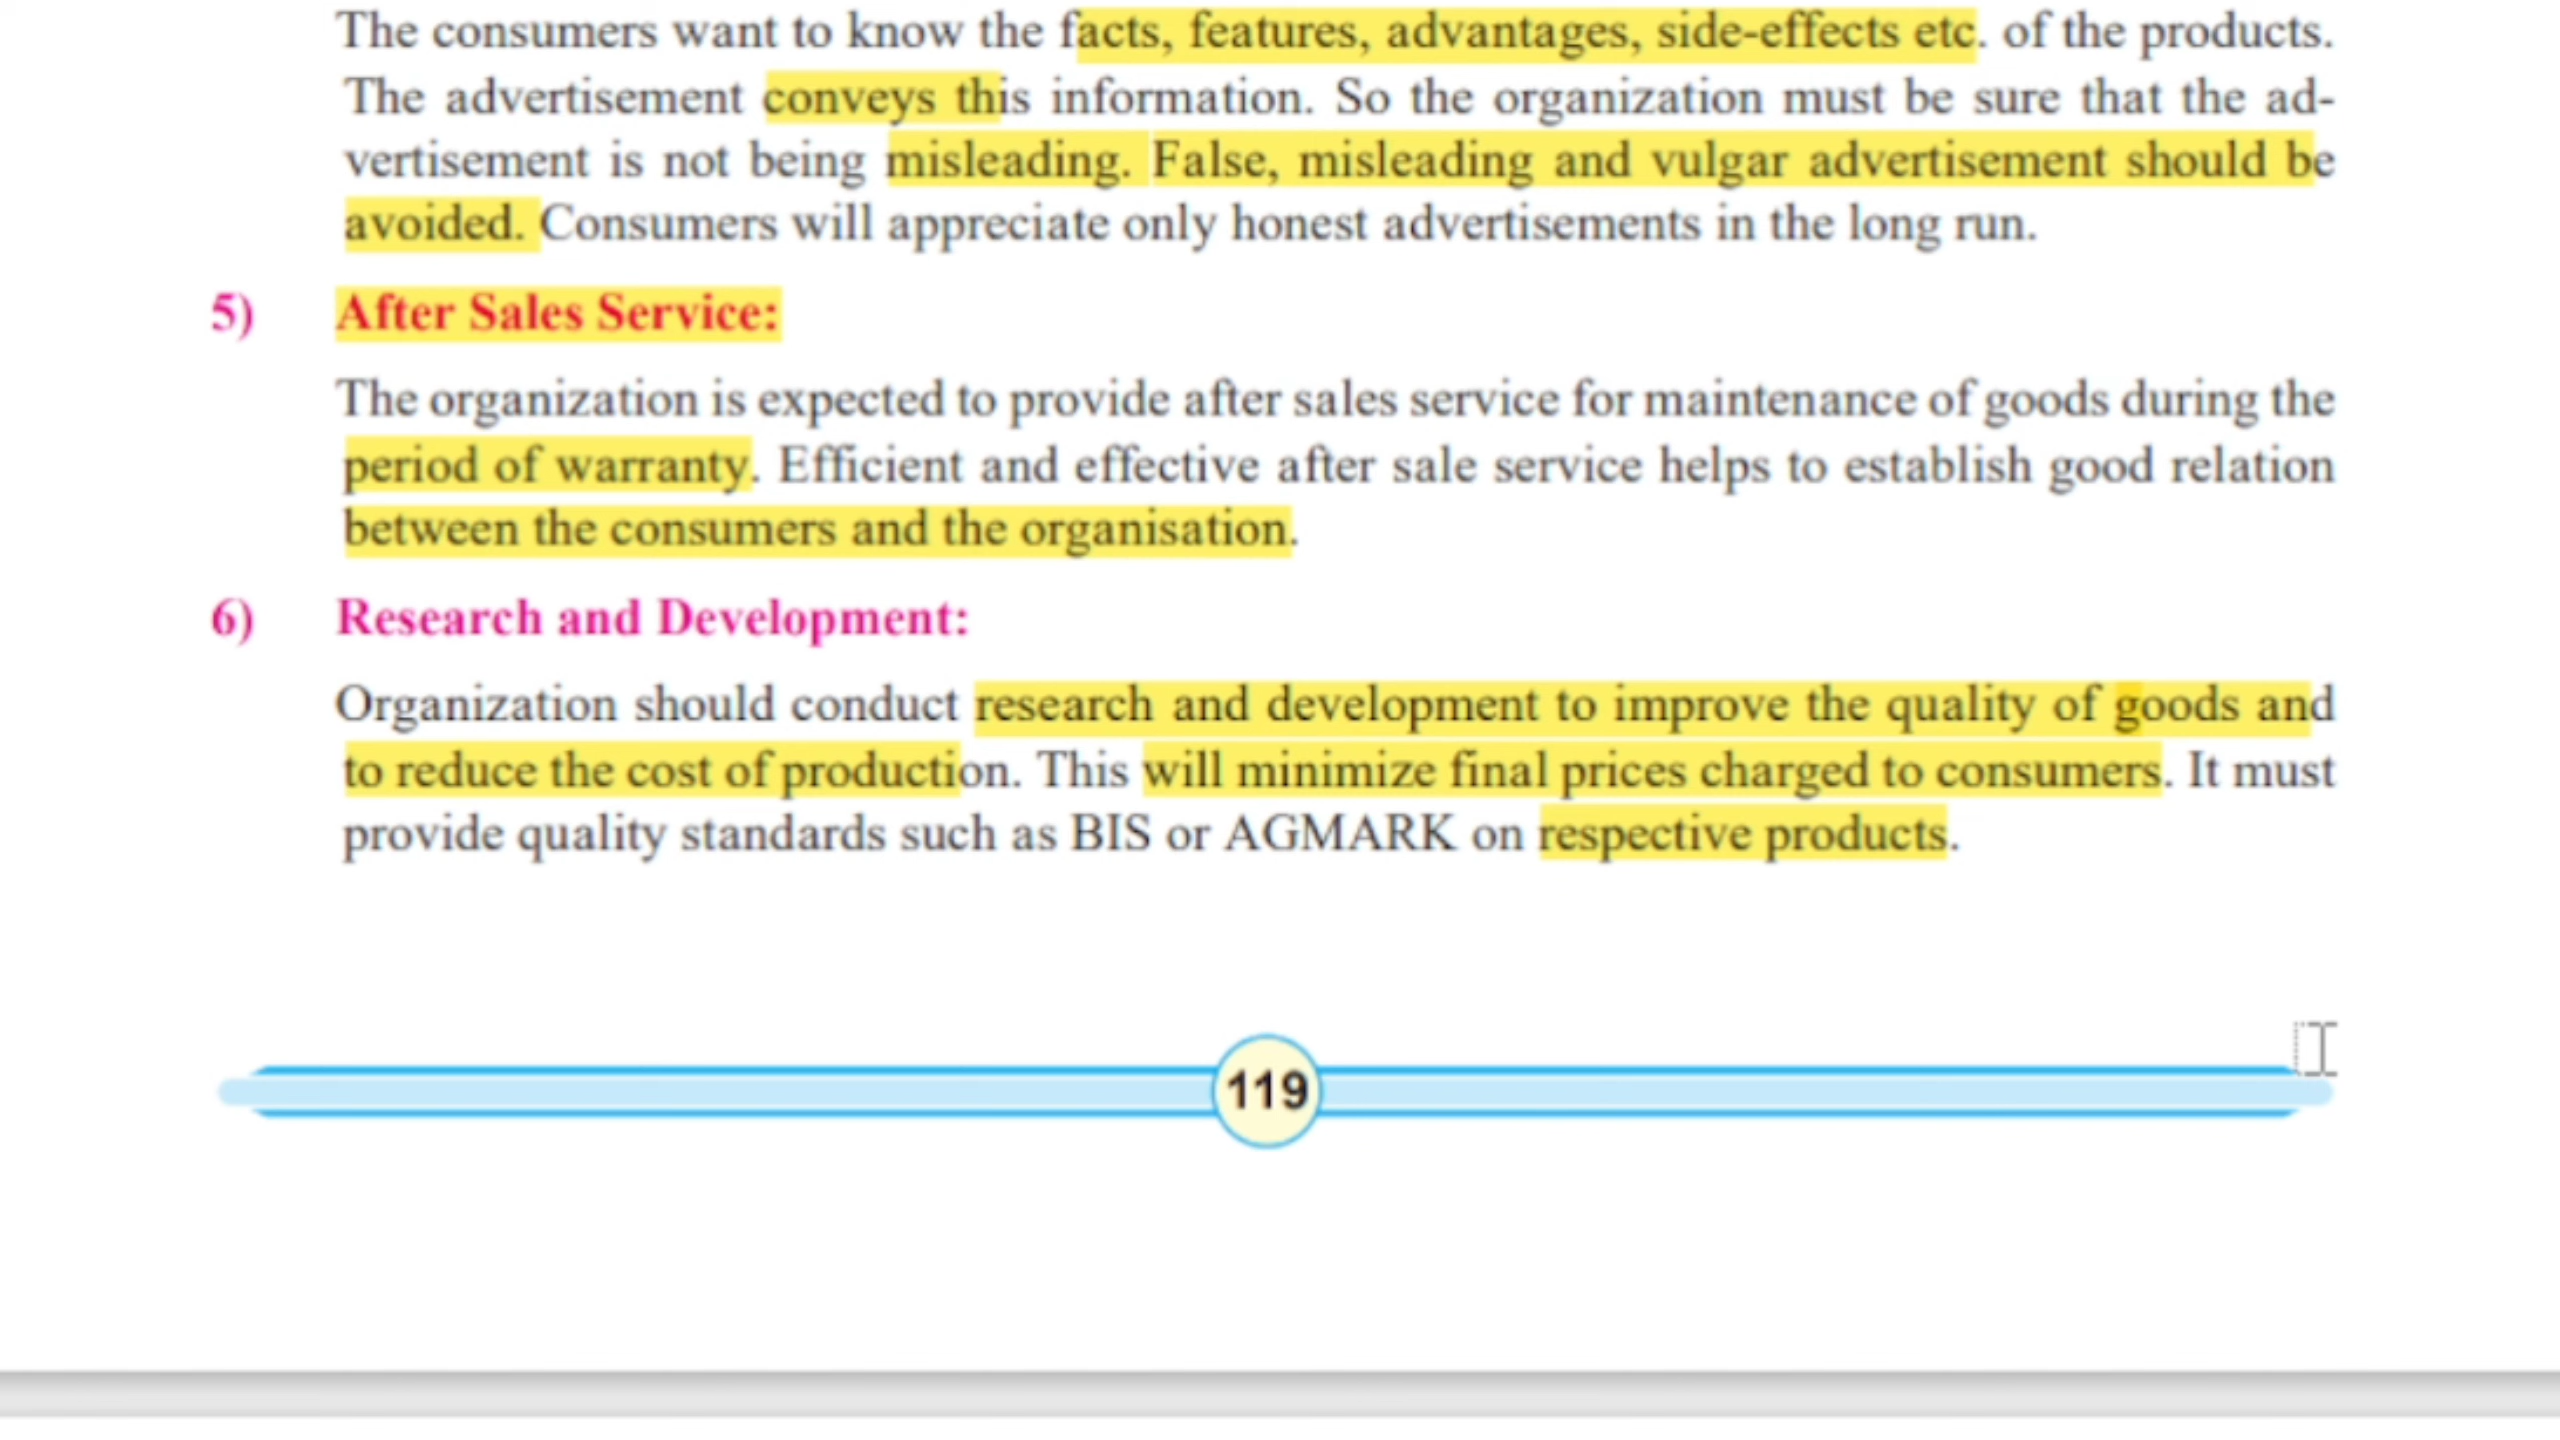 The consumers want to know the facts, features, advantages, side-effects etc. of the products.
The advertisement conveys this information. So the organization must be sure that the ad-
vertisement is not being misleading. False, misleading and vulgar advertisement should be
avoided. Consumers will appreciate only honest advertisements in the long run.
5) After Sales Service:
The organization is expected to provide after sales service for maintenance of goods during the
period of warranty. Efficient and effective after sale service helps to establish good relation
between the consumers and the organisation.
6) Research and Development:
Organization should conduct research and development to improve the quality of goods and
to reduce the cost of production. This will minimize final prices charged to consumers. It must
provide quality standards such as BIS or AGMARK on respective products.
119